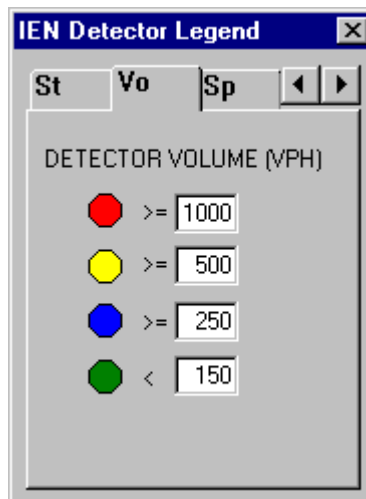 IEN Detector Legend
St Vo Sp
DETECTOR VOLUME (VPH)
>= 1000
>= 500
>= 250
< 150